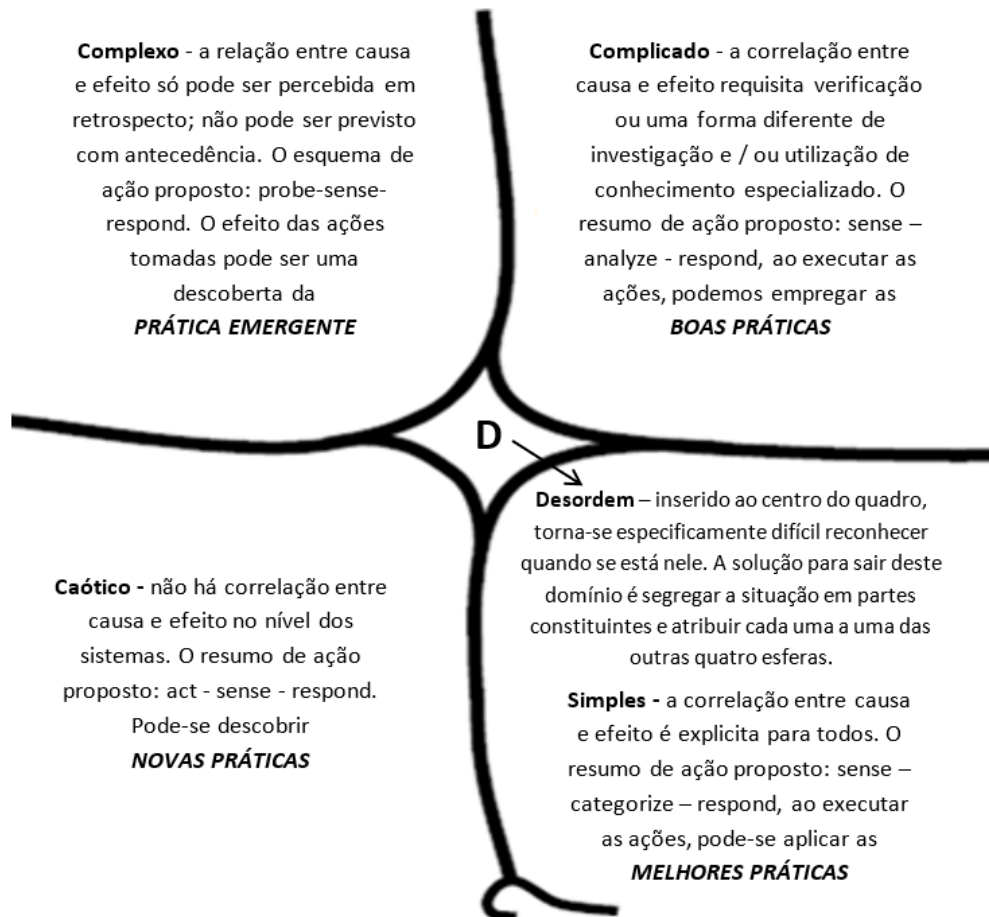 Complexo - a relação entre causa
e efeito só pode ser percebida em
retrospecto; não pode ser previsto
com antecedência. O esquema de
ação proposto: probe-sense-
respond. O efeito das ações
tomadas pode ser uma
descoberta da
PRÁTICA EMERGENTE
Complicado - a correlação entre
causa e efeito requisita verificação
ou uma forma diferente de
investigação e / ou utilização de
conhecimento especializado. O
resumo de ação proposto: sense –
analyze - respond, ao executar as
ações, podemos empregar as
BOAS PRÁTICAS
D
Desordem – inserido ao centro do quadro,
torna-se especificamente difícil reconhecer
quando se está nele. A solução para sair deste
domínio é segregar a situação em partes
constituintes e atribuir cada uma a uma das
outras quatro esferas.
Caótico - não há correlação entre
causa e efeito no nível dos
sistemas. O resumo de ação
proposto: act - sense - respond.
Pode-se descobrir
NOVAS PRÁTICAS
Simples - a correlação entre causa
e efeito é explicita para todos. O
resumo de ação proposto: sense –
categorize – respond, ao executar
as ações, pode-se aplicar as
MELHORES PRÁTICAS